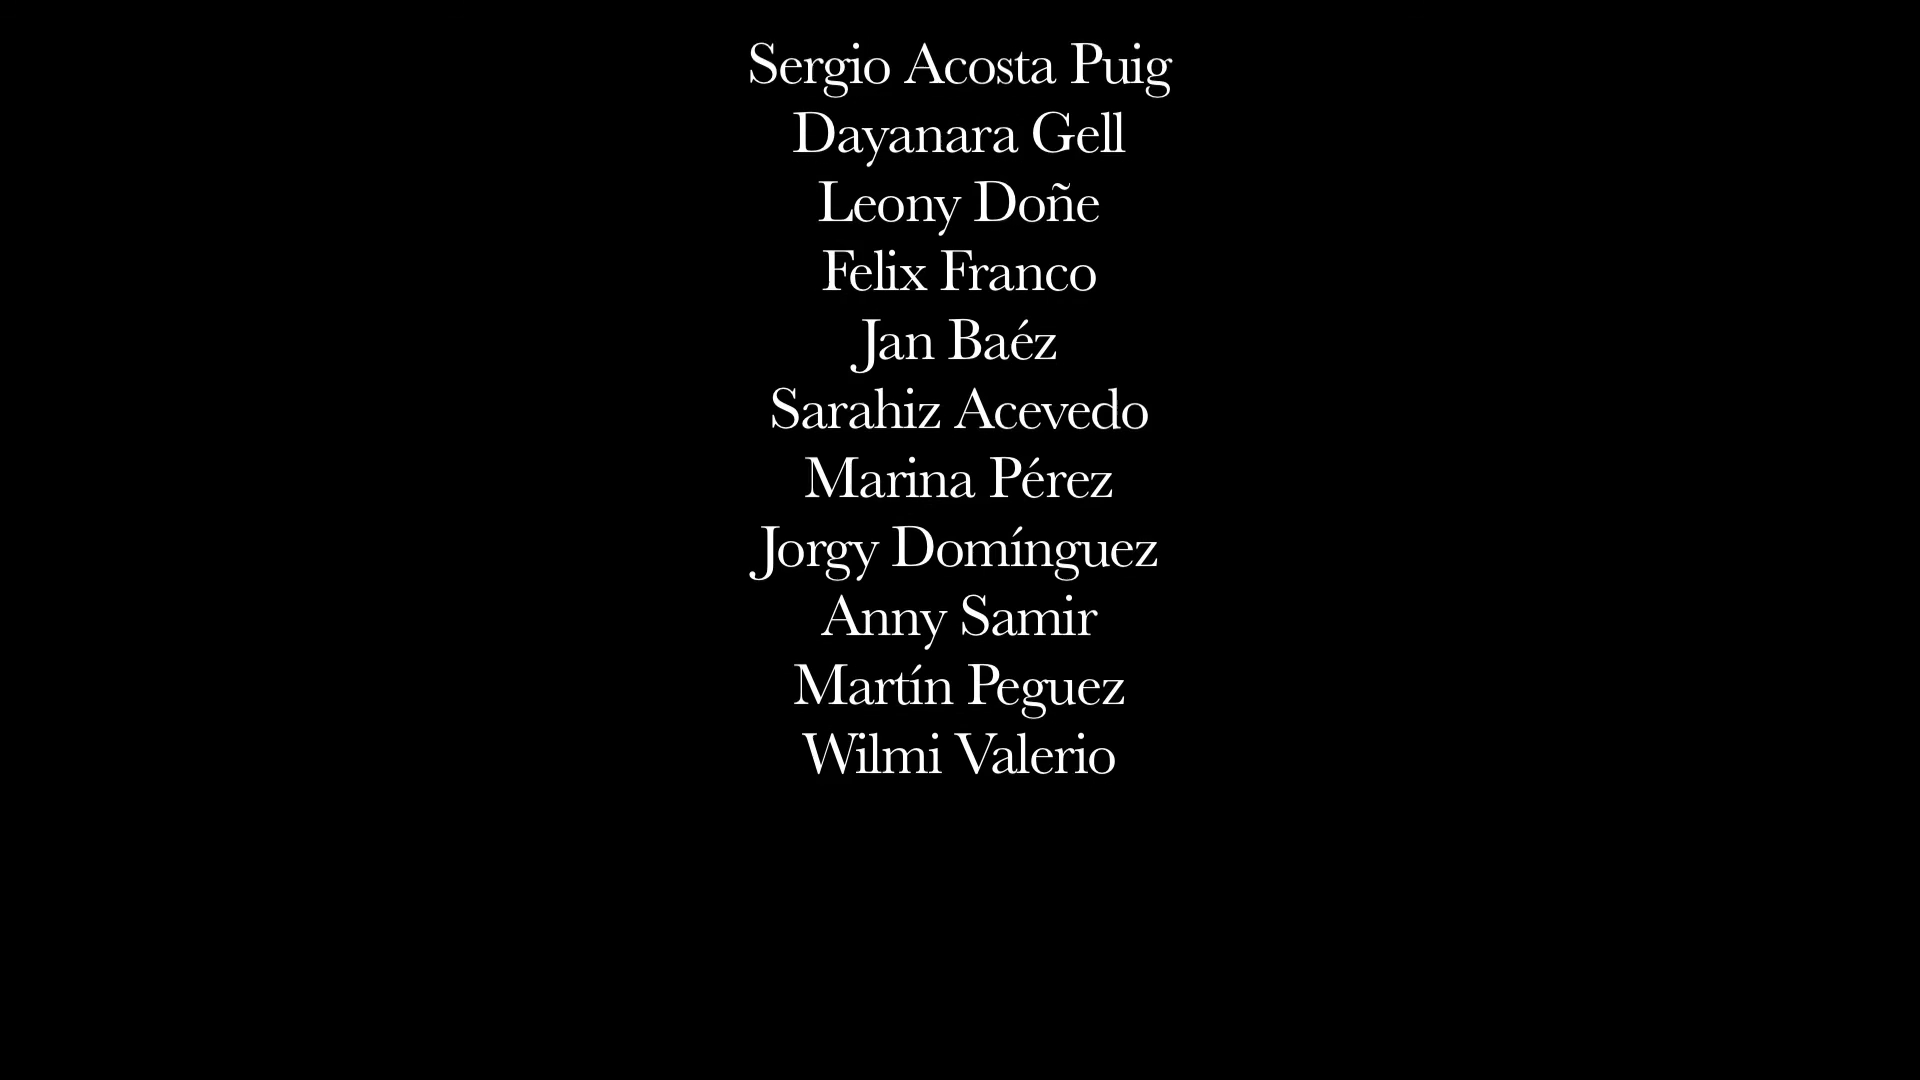 Sergio Acosta Puig
Dayanara Gell
Leony Doñe
Felix Franco
Jan Baéz
Sarahiz Acevedo
Marina Pérez
Jorgy Domínguez
Anny Samir
Martín Peguez
Wilmi Valerio